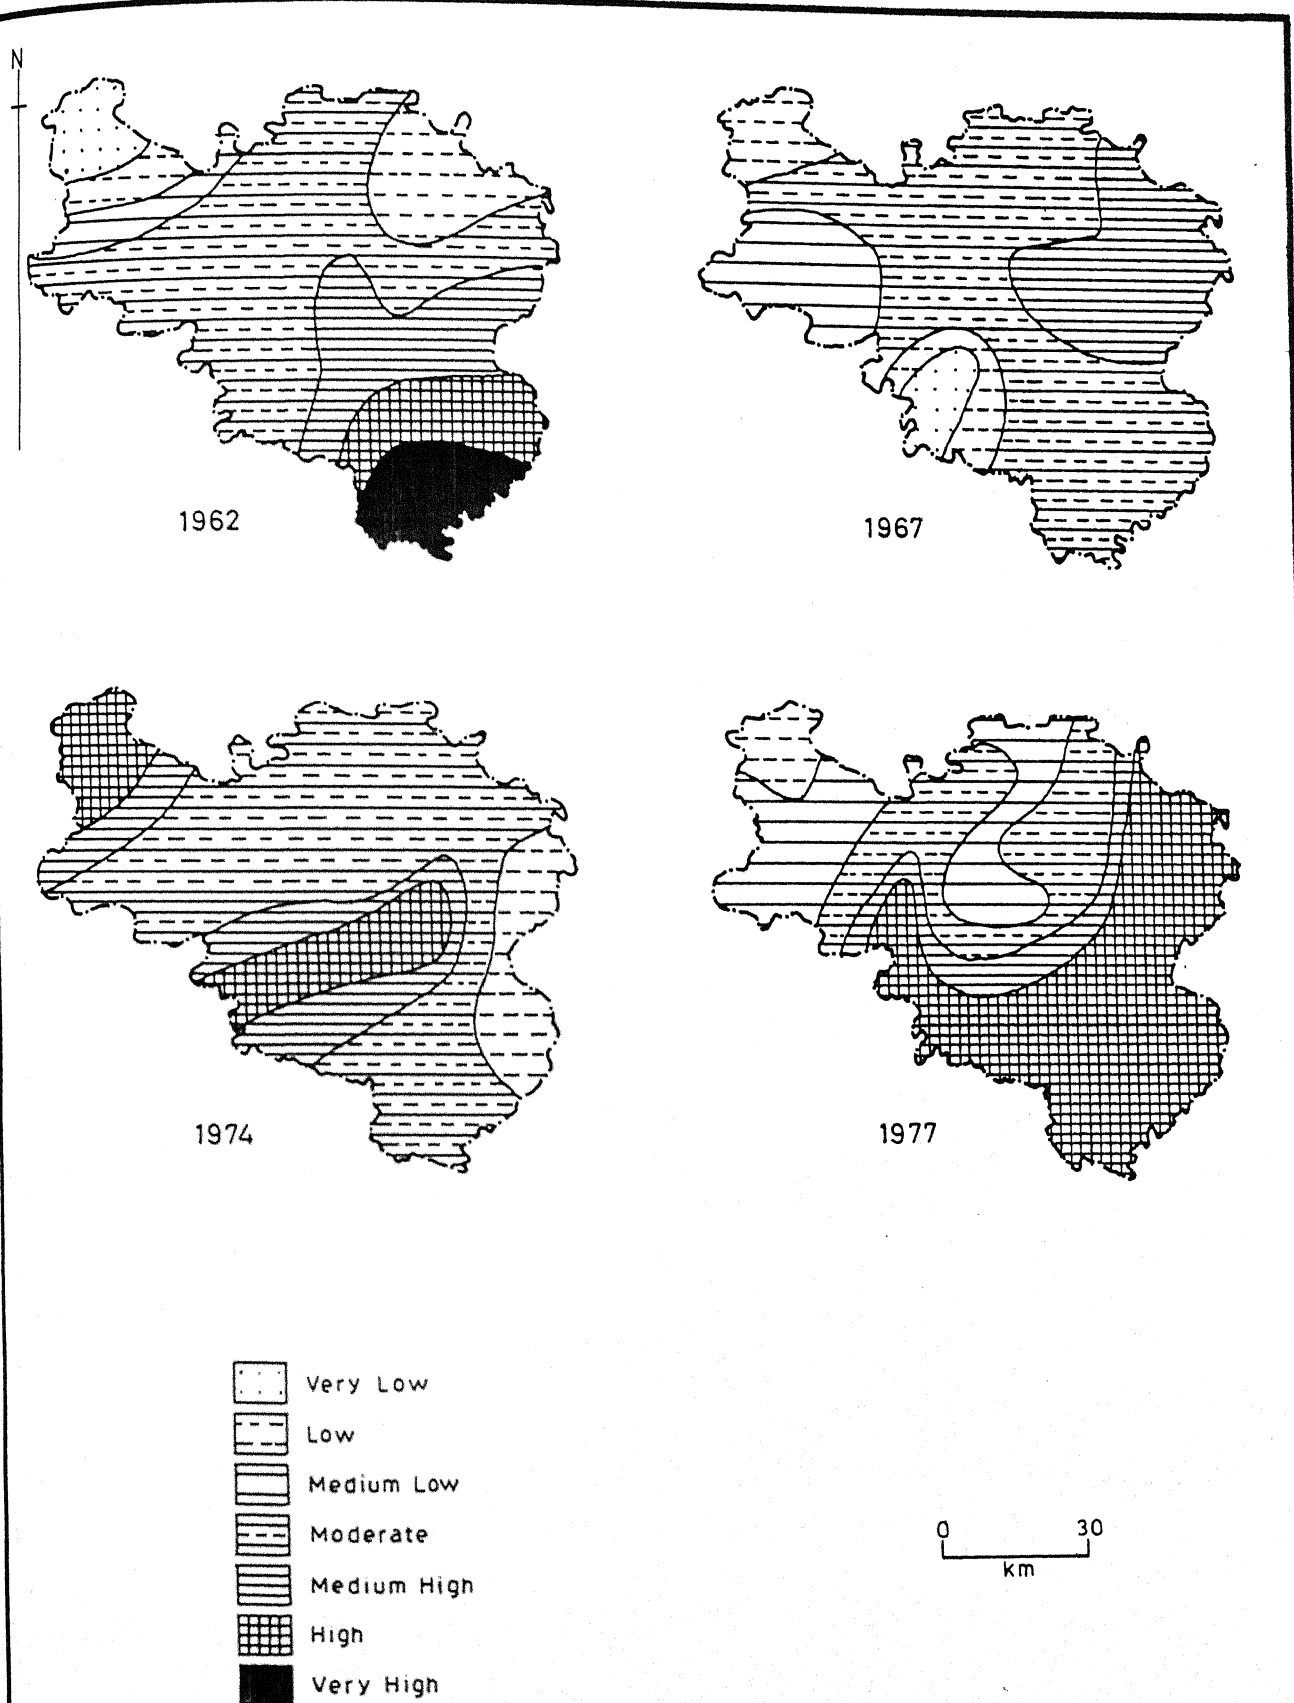 N
1962
1967
1974
1977
Very Low
Low
Medium Low
Moderate
Medium High
High
Very High
0 30
km